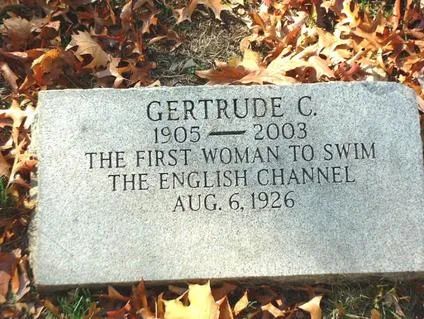 GERTRUDE C.
1905 — 2003
THE FIRST WOMAN TO SWIM
THE ENGLISH CHANNEL
AUG. 6, 1926